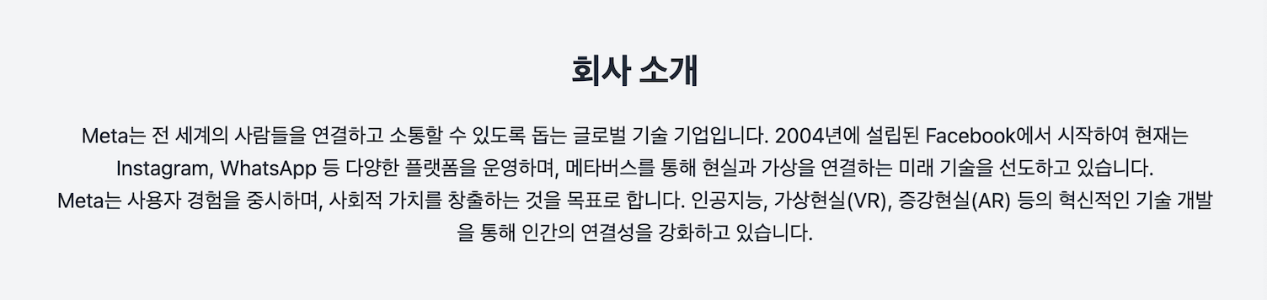 회사 소개
Meta는 전 세계의 사람들을 연결하고 소통할 수 있도록 돕는 글로벌 기술 기업입니다. 2004년에 설립된 Facebook에서 시작하여 현재는
Instagram, WhatsApp 등 다양한 플랫폼을 운영하며, 메타버스를 통해 현실과 가상을 연결하는 미래 기술을 선도하고 있습니다.
Meta는 사용자 경험을 중시하며, 사회적 가치를 창출하는 것을 목표로 합니다. 인공지능, 가상현실(VR), 증강현실(AR) 등의 혁신적인 기술 개발
을 통해 인간의 연결성을 강화하고 있습니다.